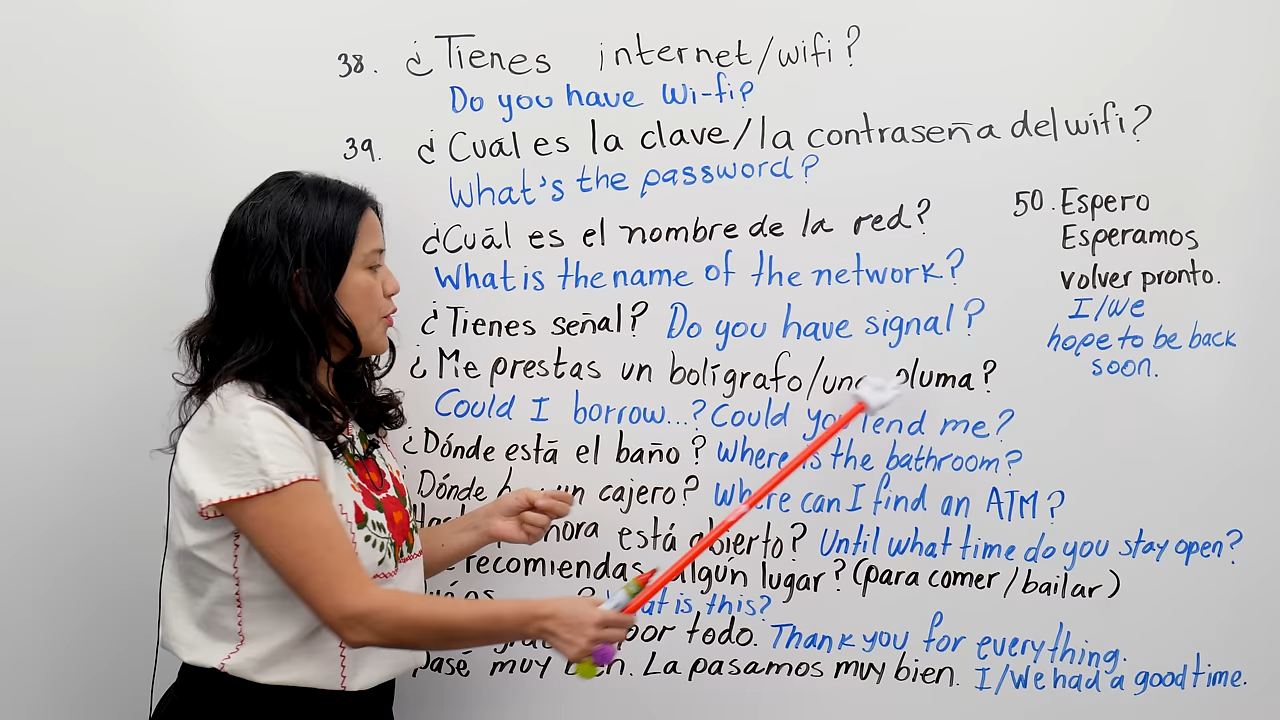 38. ¿Tienes internet/wifi?
Do you have Wi-fi?
39. ¿Cuál es la clave/la contraseña del wifi?
What's the password?
¿Cuál es el nombre de la red?
What is the name of the network?
¿Tienes señal? Do you have signal?
¿Me prestas un bolígrafo/una pluma?
Could I borrow...? Could you lend me?
¿Dónde está el baño? Where is the bathroom?
Dónde un cajero? Where can I find an ATM?
hora está abierto? Until what time do you stay open?
recomiendas algún lugar? (para comer/bailar)
What is this?
por todo. Thank you for everything.
Pasé muy bien. La pasamos muy bien. I/We had a good time.
50. Espero
Esperamos
volver pronto.
I/We
hope to be back
soon.